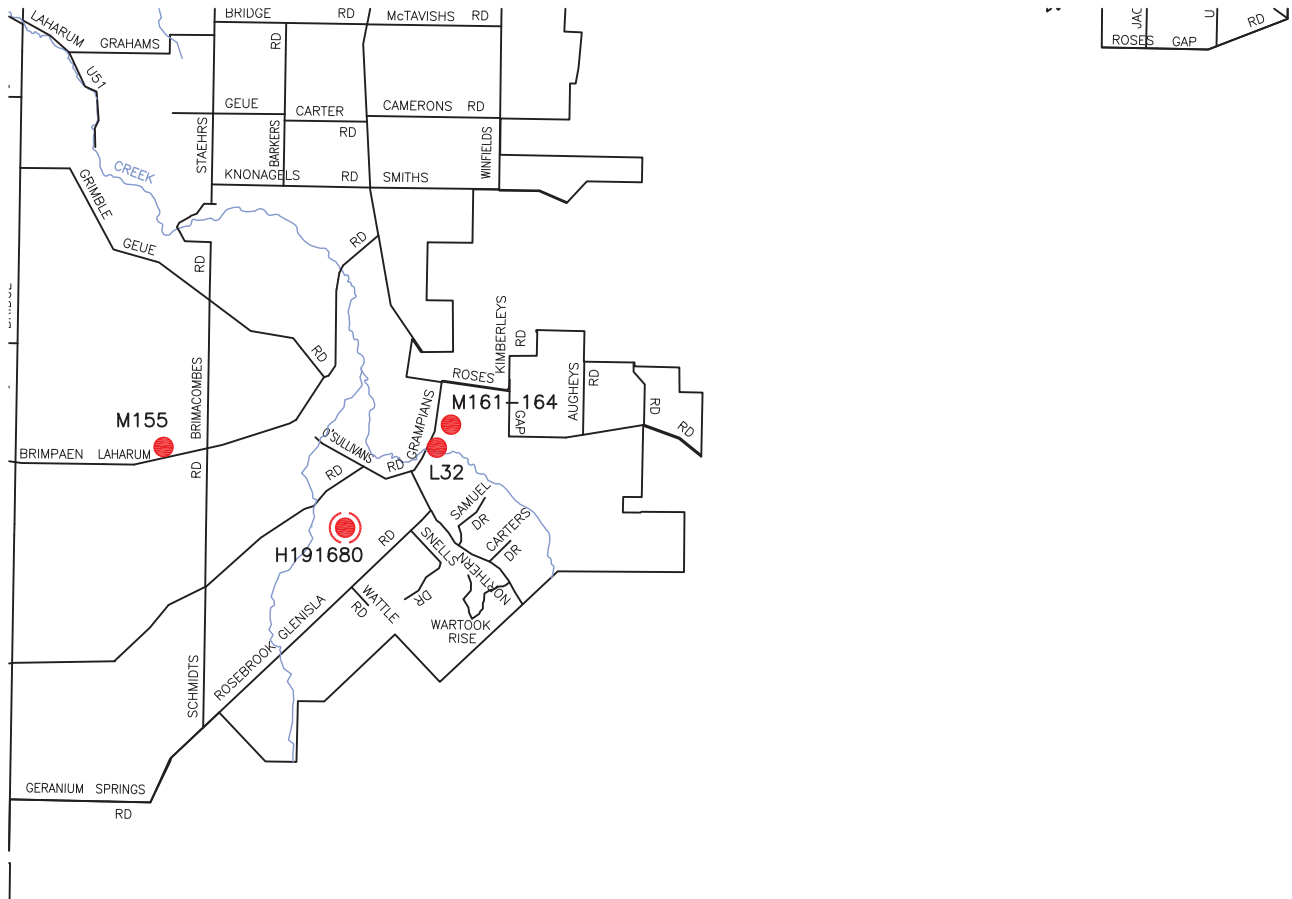 LAHARUM
BRIDGE RD McTAVISHS RD
GRAHAMS
RD
U51
ROSES GAP
RD
GEUE
CARTER
CAMERONS RD
RD
STAEHRS
BARKERS
WINFIELDS
CREEK
KNONAGELS RD SMITHS
GRIMBLE
GEUE
RD
RD
RD
KIMBERLEYS
RD
ROSES
GAP
AUGHEYS
RD
RD
RD
BRIMACOMBES
RD
M155
M161-164
GRAMPIANS
BRIMPAEN LAHARUM
O'SULLIVANS
RD
L32
RD
SAMUEL
DR
CARTERS
DR
SNELLS
DR
NORTHERN
H191680
RD
WATTLE
RD
WARTOOK
RISE
ROSEBROOK GLENISLA
SCHMIDTS
GERANIUM SPRINGS
RD